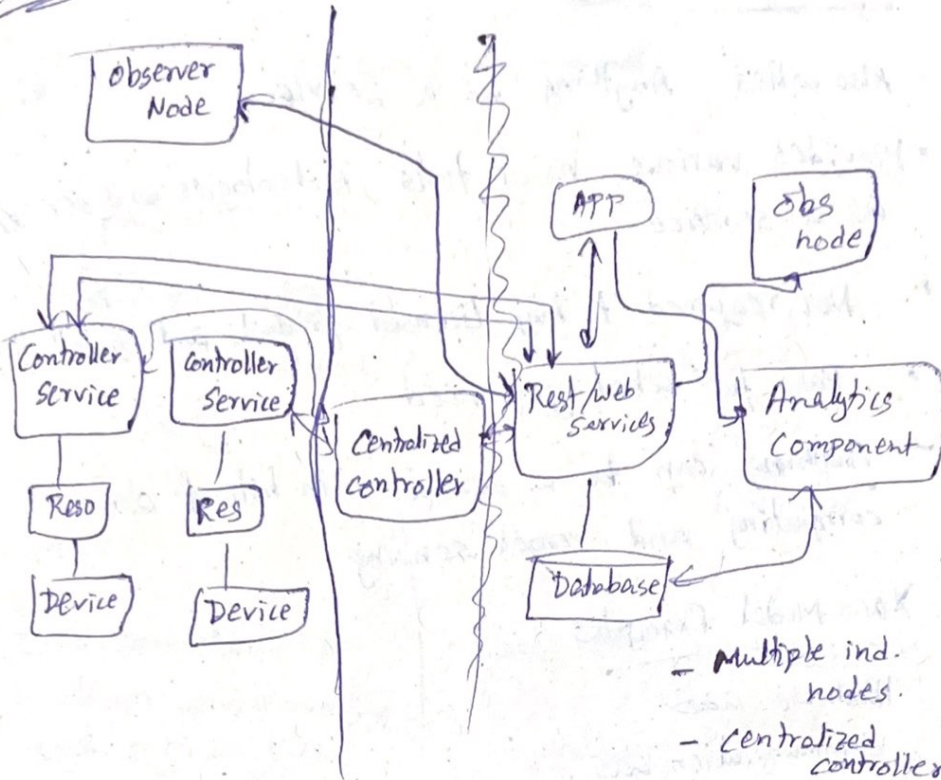 Observer
Node
APP
Obs
node
Controller
Service
Controller
Service
Centralized
Controller
Rest/Web
Services
Analytics
Component
Reso
Res
Device
Device
Database
- Multiple ind.
nodes.
- centralized
controller